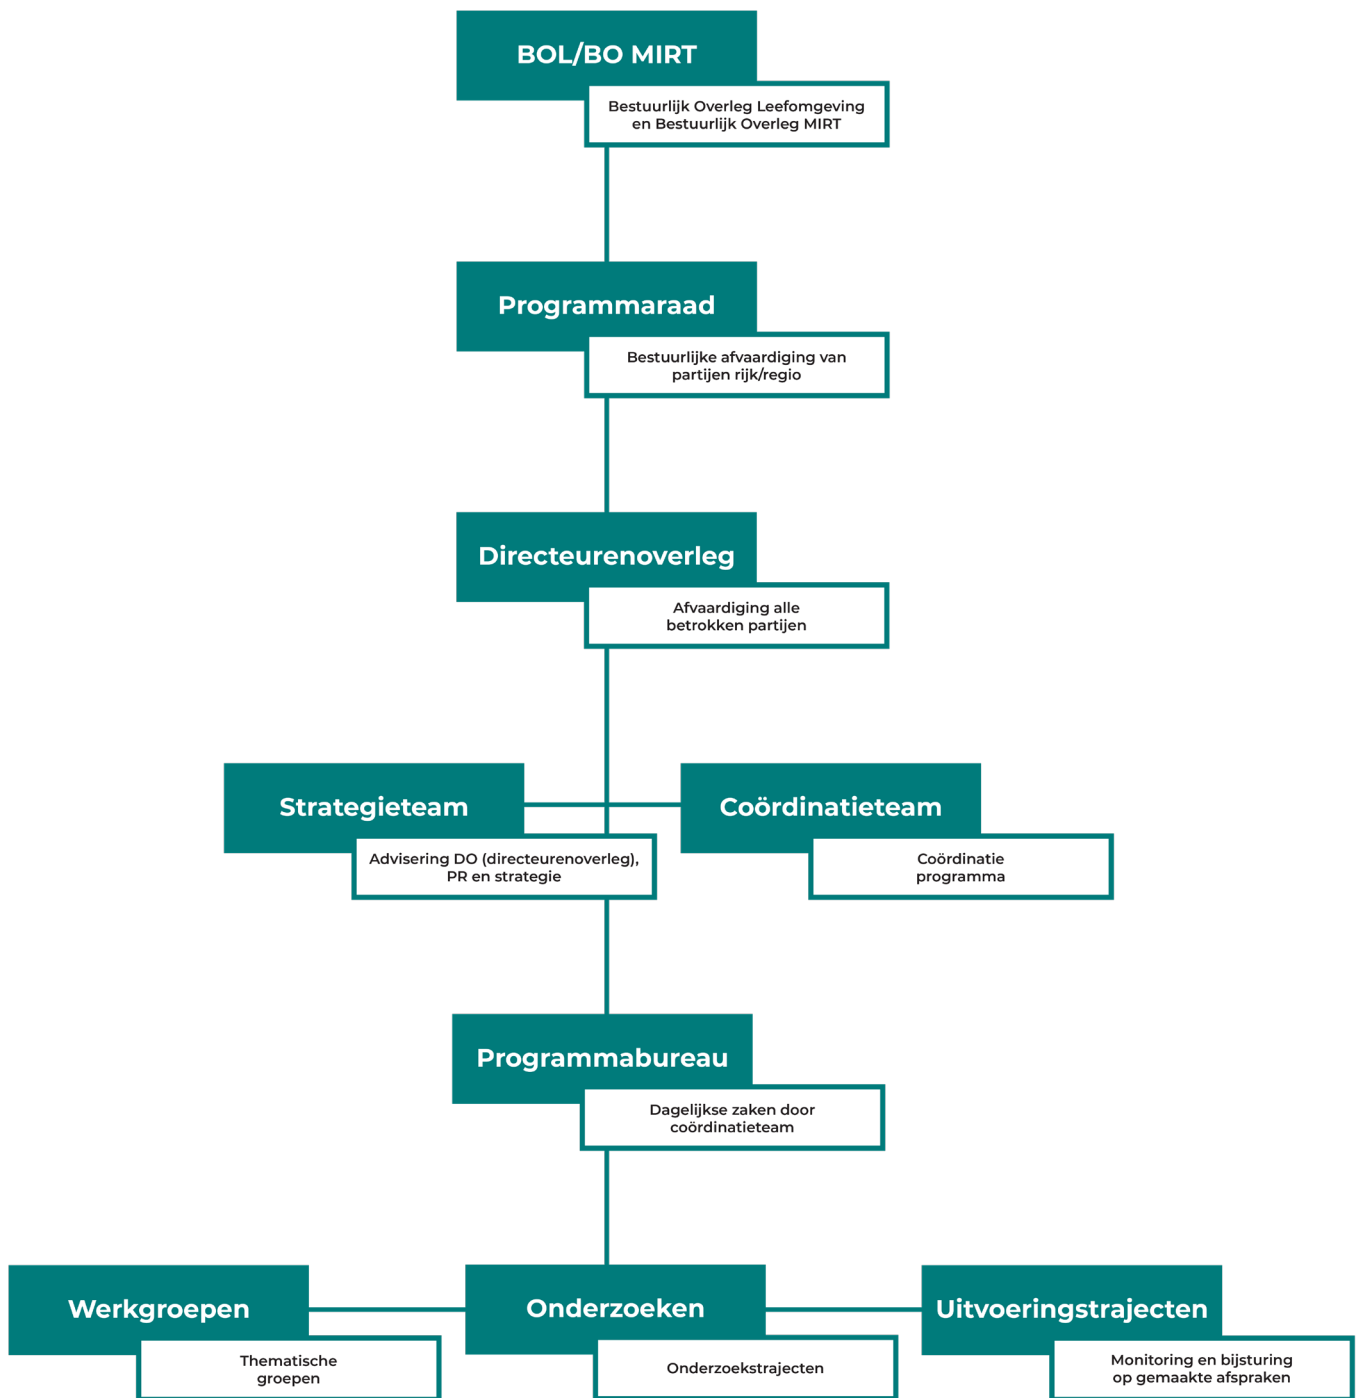 BOL/BO MIRT
Bestuurlijk Overleg Leefomgeving
en Bestuurlijk Overleg MIRT
Programmaraad
Bestuurlijke afvaardiging van
partijen rijk/regio
Directeurenoverleg
Afvaardiging alle
betrokken partijen
Strategieteam
Advisering DO (directeurenoverleg),
PR en strategie
Coördinatieteam
Coördinatie
programma
Programmabureau
Dagelijkse zaken door
coördinatieteam
Werkgroepen
Thematische
groepen
Onderzoeken
Onderzoekstrajecten
Uitvoeringstrajecten
Monitoring en bijsturing
op gemaakte afspraken